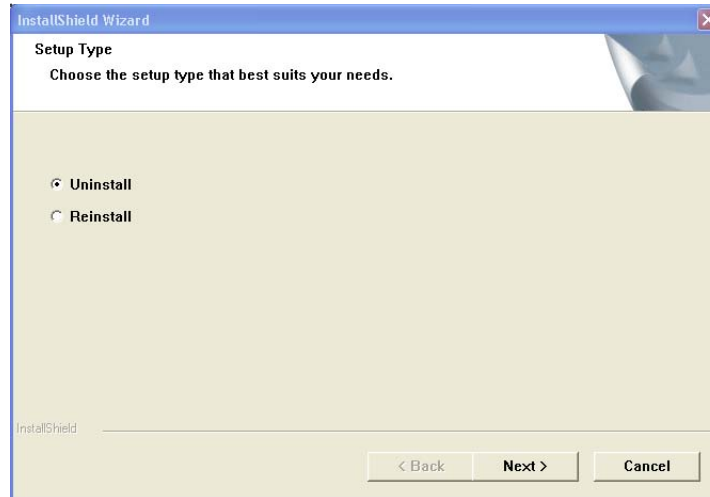 InstallShield Wizard
Setup Type
Choose the setup type that best suits your needs.
Uninstall
Reinstall
InstallShield
< Back Next > Cancel